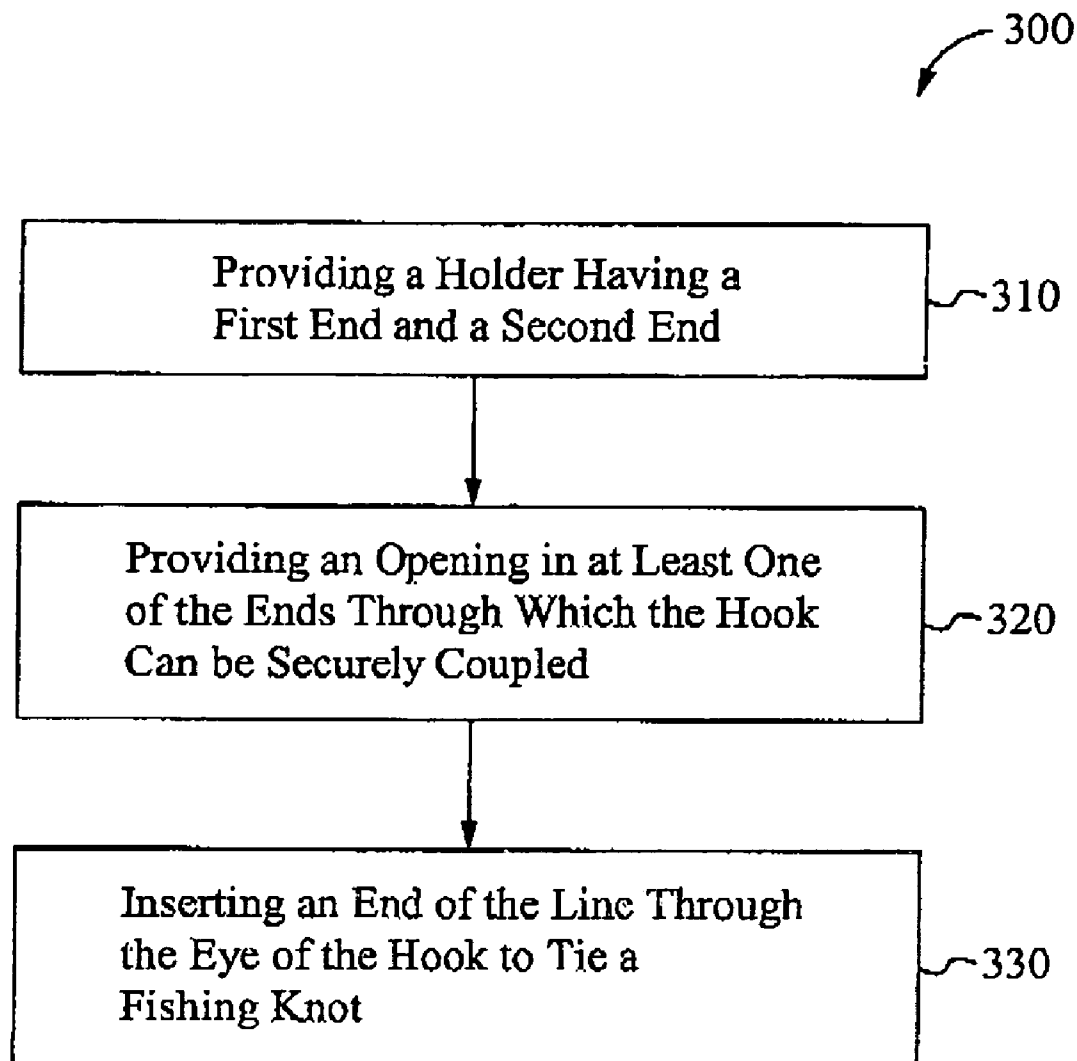 300
Providing a Holder Having a
First End and a Second End
310
Providing an Opening in at Least One
of the Ends Through Which the Hook
Can be Securely Coupled
320
Inserting an End of the Line Through
the Eye of the Hook to Tie a
Fishing Knot
330